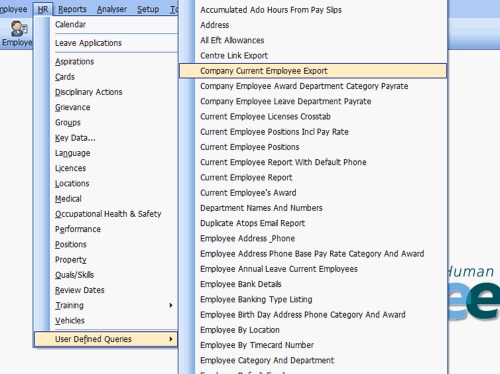 mployee HR Reports Analyser Setup To
Employe
Calendar
Leave Applications
Aspirations
Cards
Disciplinary Actions
Grievance
Groups
Key Data...
Language
Licences
Locations
Medical
Occupational Health & Safety
Performance
Positions
Property
Quals/Skills
Review Dates
Training
Vehicles
User Defined Queries
Accumulated Ado Hours From Pay Slips
Address
All Eft Allowances
Centre Link Export
Company Current Employee Export
Company Employee Award Department Category Payrate
Company Employee Leave Department Payrate
Current Employee Licenses Crosstab
Current Employee Positions Incl Pay Rate
Current Employee Positions
Current Employee Report With Default Phone
Current Employee Report
Current Employee's Award
Department Names And Numbers
Duplicate Atops Email Report
Employee Address _Phone
Employee Address Phone Base Pay Rate Category And Award
Employee Annual Leave Current Employees
Employee Bank Details
Employee Banking Type Listing
Employee Birth Day Address Phone Category And Award
Employee By Location
Employee By Timecard Number
Employee Category And Department
Human
ee